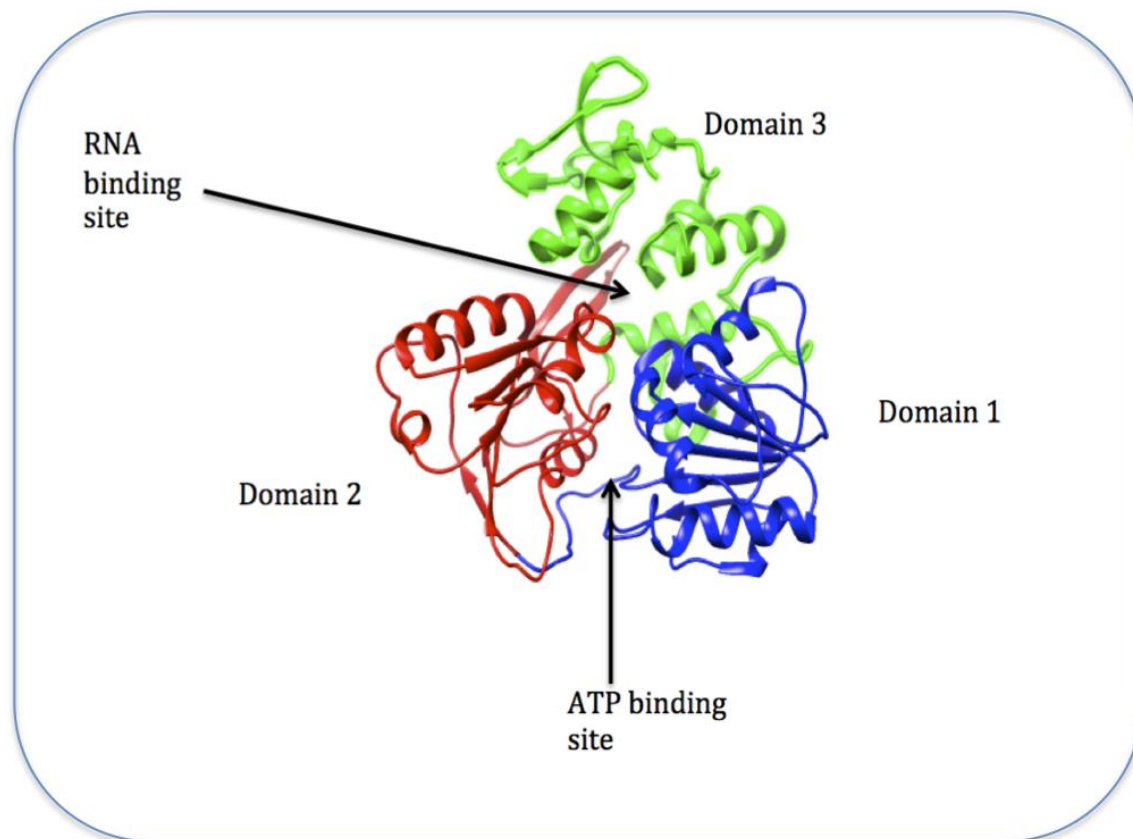 Domain 3
RNA
binding
site
Domain 1
Domain 2
ATP binding
site